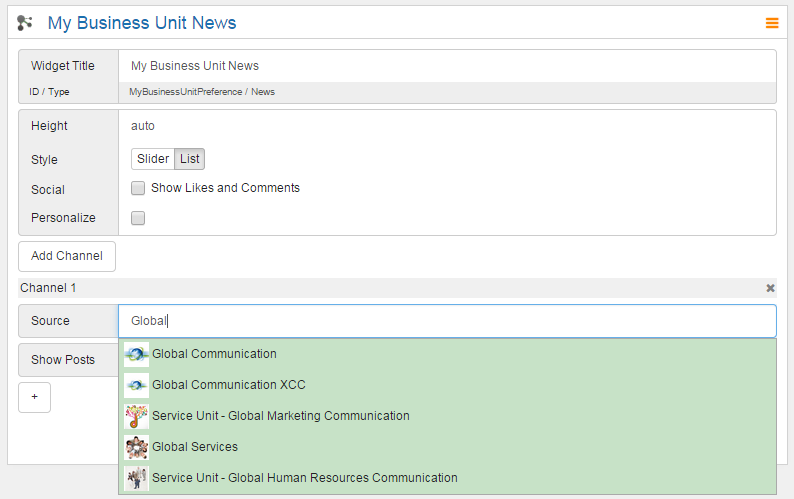 My Business Unit News
Widget Title My Business Unit News
ID / Type MyBusinessUnitPreference / News
Height auto
Style Slider List
Social Show Likes and Comments
Personalize
Add Channel
Channel 1
Source Global
Show Posts
Global Communication
+
Global Communication XCC
Service Unit - Global Marketing Communication
Global Services
Service Unit - Global Human Resources Communication